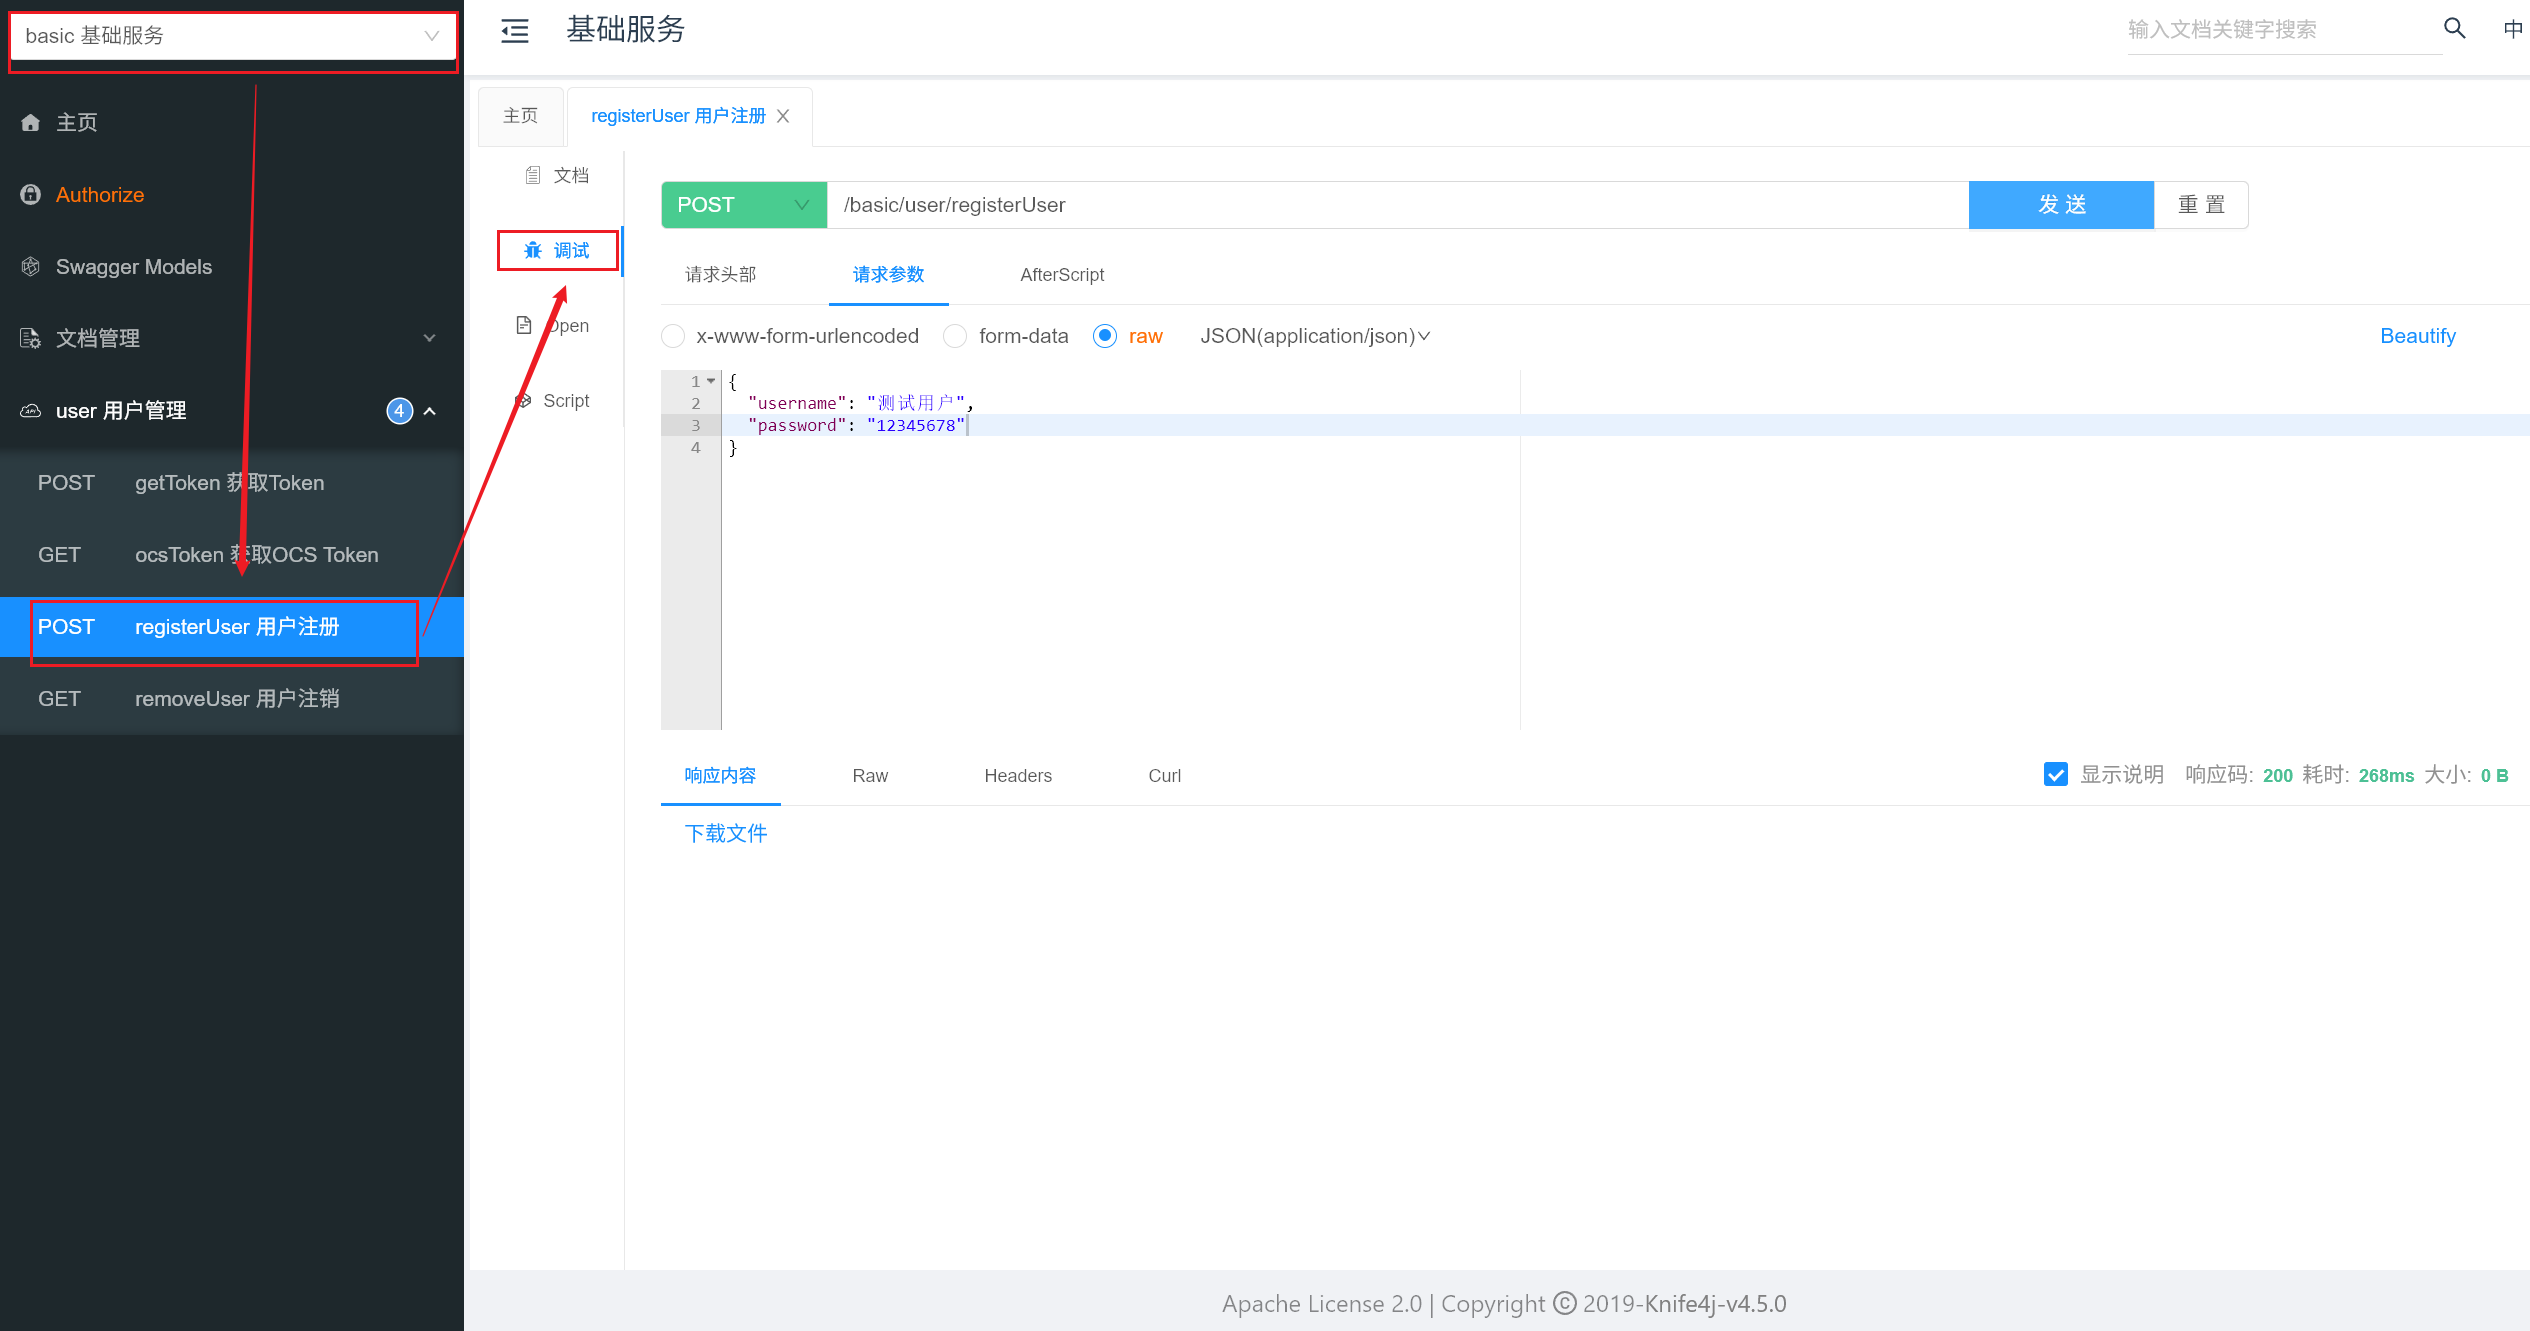 basic 基础服务
主页
Authorize
Swagger Models
文档管理
user 用户管理
4
POST getToken 获取Token
GET ocsToken 获取OCS Token
POST registerUser 用户注册
GET removeUser 用户注销
基础服务
输入文档关键字搜索
中
主页
registerUser 用户注册
文档
调试
Open
Script
POST
/basic/user/registerUser
发 送
重 置
请求头部
请求参数
AfterScript
x-www-form-urlencoded
form-data
raw
JSON(application/json)
Beautify
1 {
2 "username": "测试用户",
3 "password": "12345678"
4 }
响应内容
Raw
Headers
Curl
显示说明
响应码: 200 耗时: 268ms 大小: 0 B
下载文件
Apache License 2.0 | Copyright © 2019-Knife4j-v4.5.0